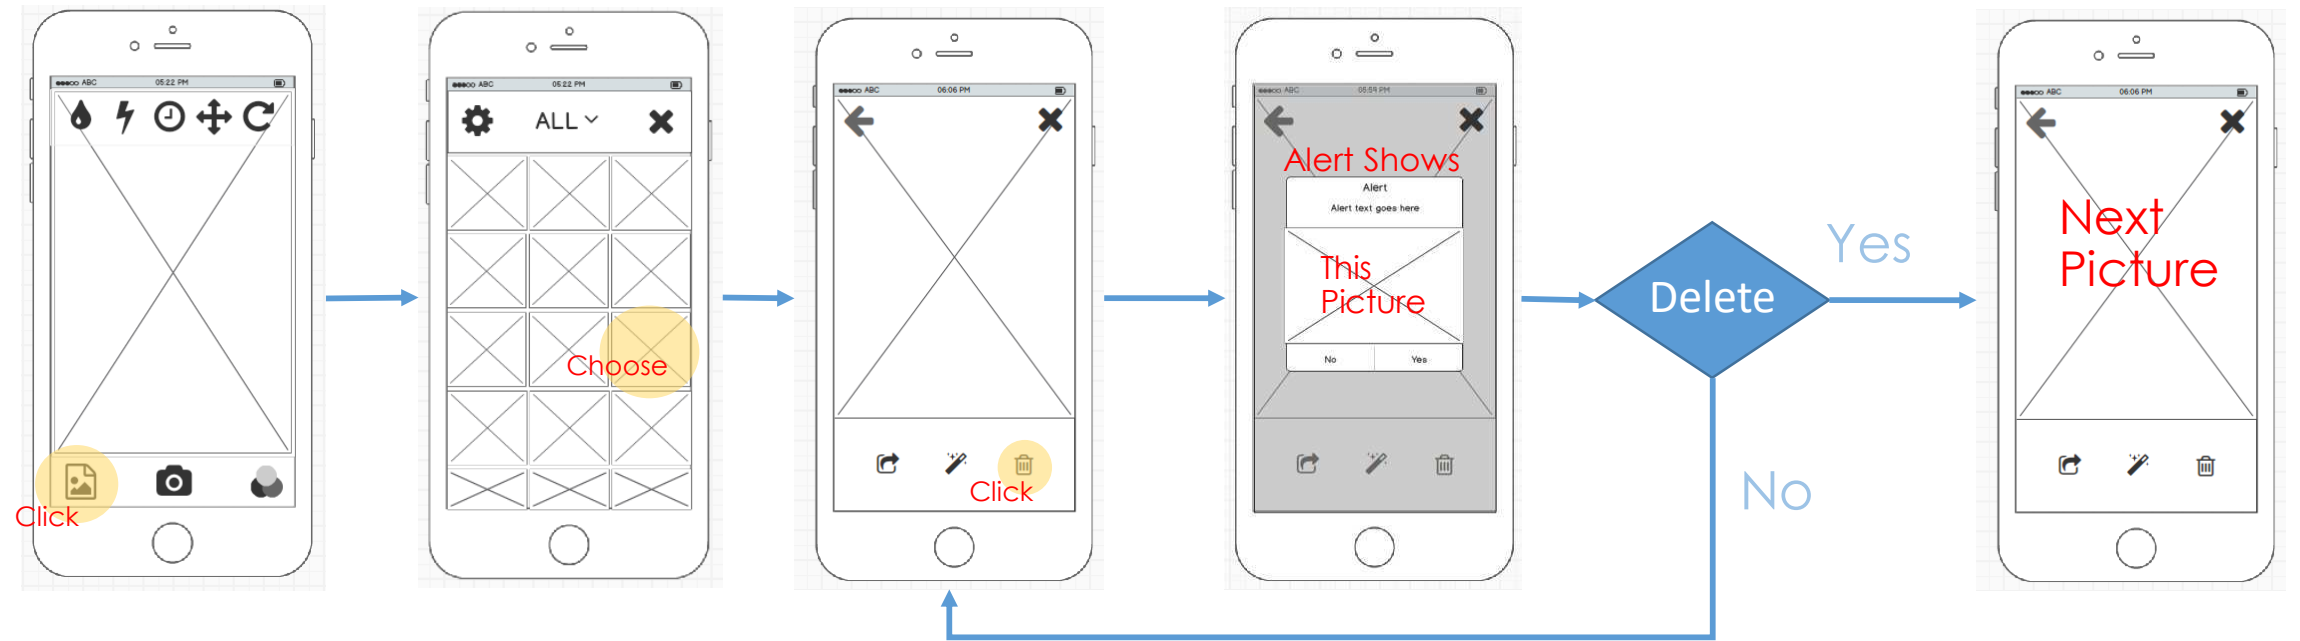 ABC 05:22 PM
Click
ABC 05:22 PM
ALL
Choose
ABC 06:06 PM
Click
ABC 05:59 PM
Alert Shows
Alert
Alert text goes here
This
Picture
No Yes
Delete
Yes
No
ABC 06:06 PM
Next
Picture